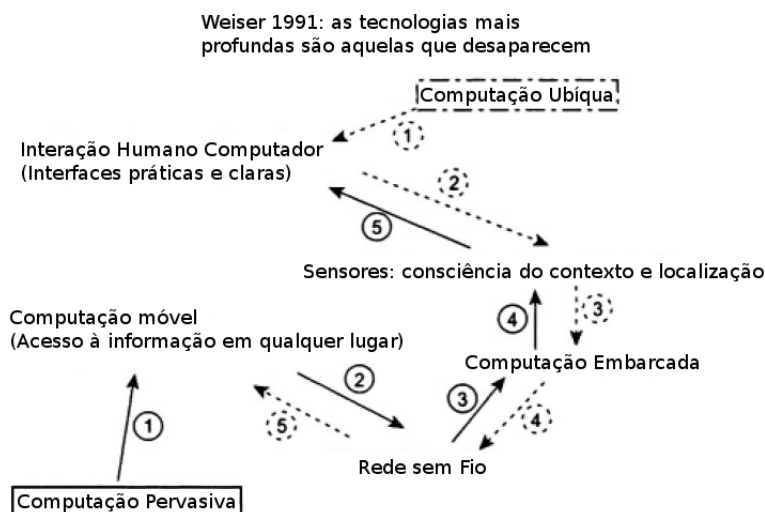 Weiser 1991: as tecnologias mais
profundas são aquelas que desaparecem
Computação Ubíqua
1
Interação Humano Computador
(Interfaces práticas e claras)
2
5
Sensores: consciência do contexto e localização
4
3
Computação móvel
(Acesso à informação em qualquer lugar)
Computação Embarcada
2
3
4
1
5
Rede sem Fio
Computação Pervasiva